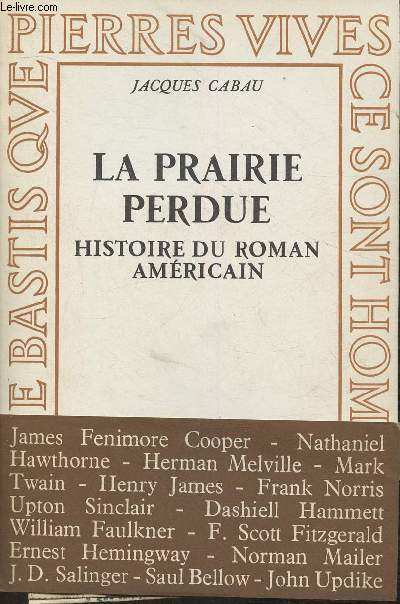 www.le-livre.com
PIERRES VIVES
CE SONT HOM
E BASTIS QVE
JACQUES CABAU
LA PRAIRIE
PERDUE
HISTOIRE DU ROMAN
AMÉRICAIN
James Fenimore Cooper – Nathaniel
Hawthorne – Herman Melville – Mark
Twain – Henry James – Frank Norris
Upton Sinclair – Dashiell Hammett
William Faulkner – F. Scott Fitzgerald
Ernest Hemingway – Norman Mailer
J. D. Salinger – Saul Bellow – John Updike